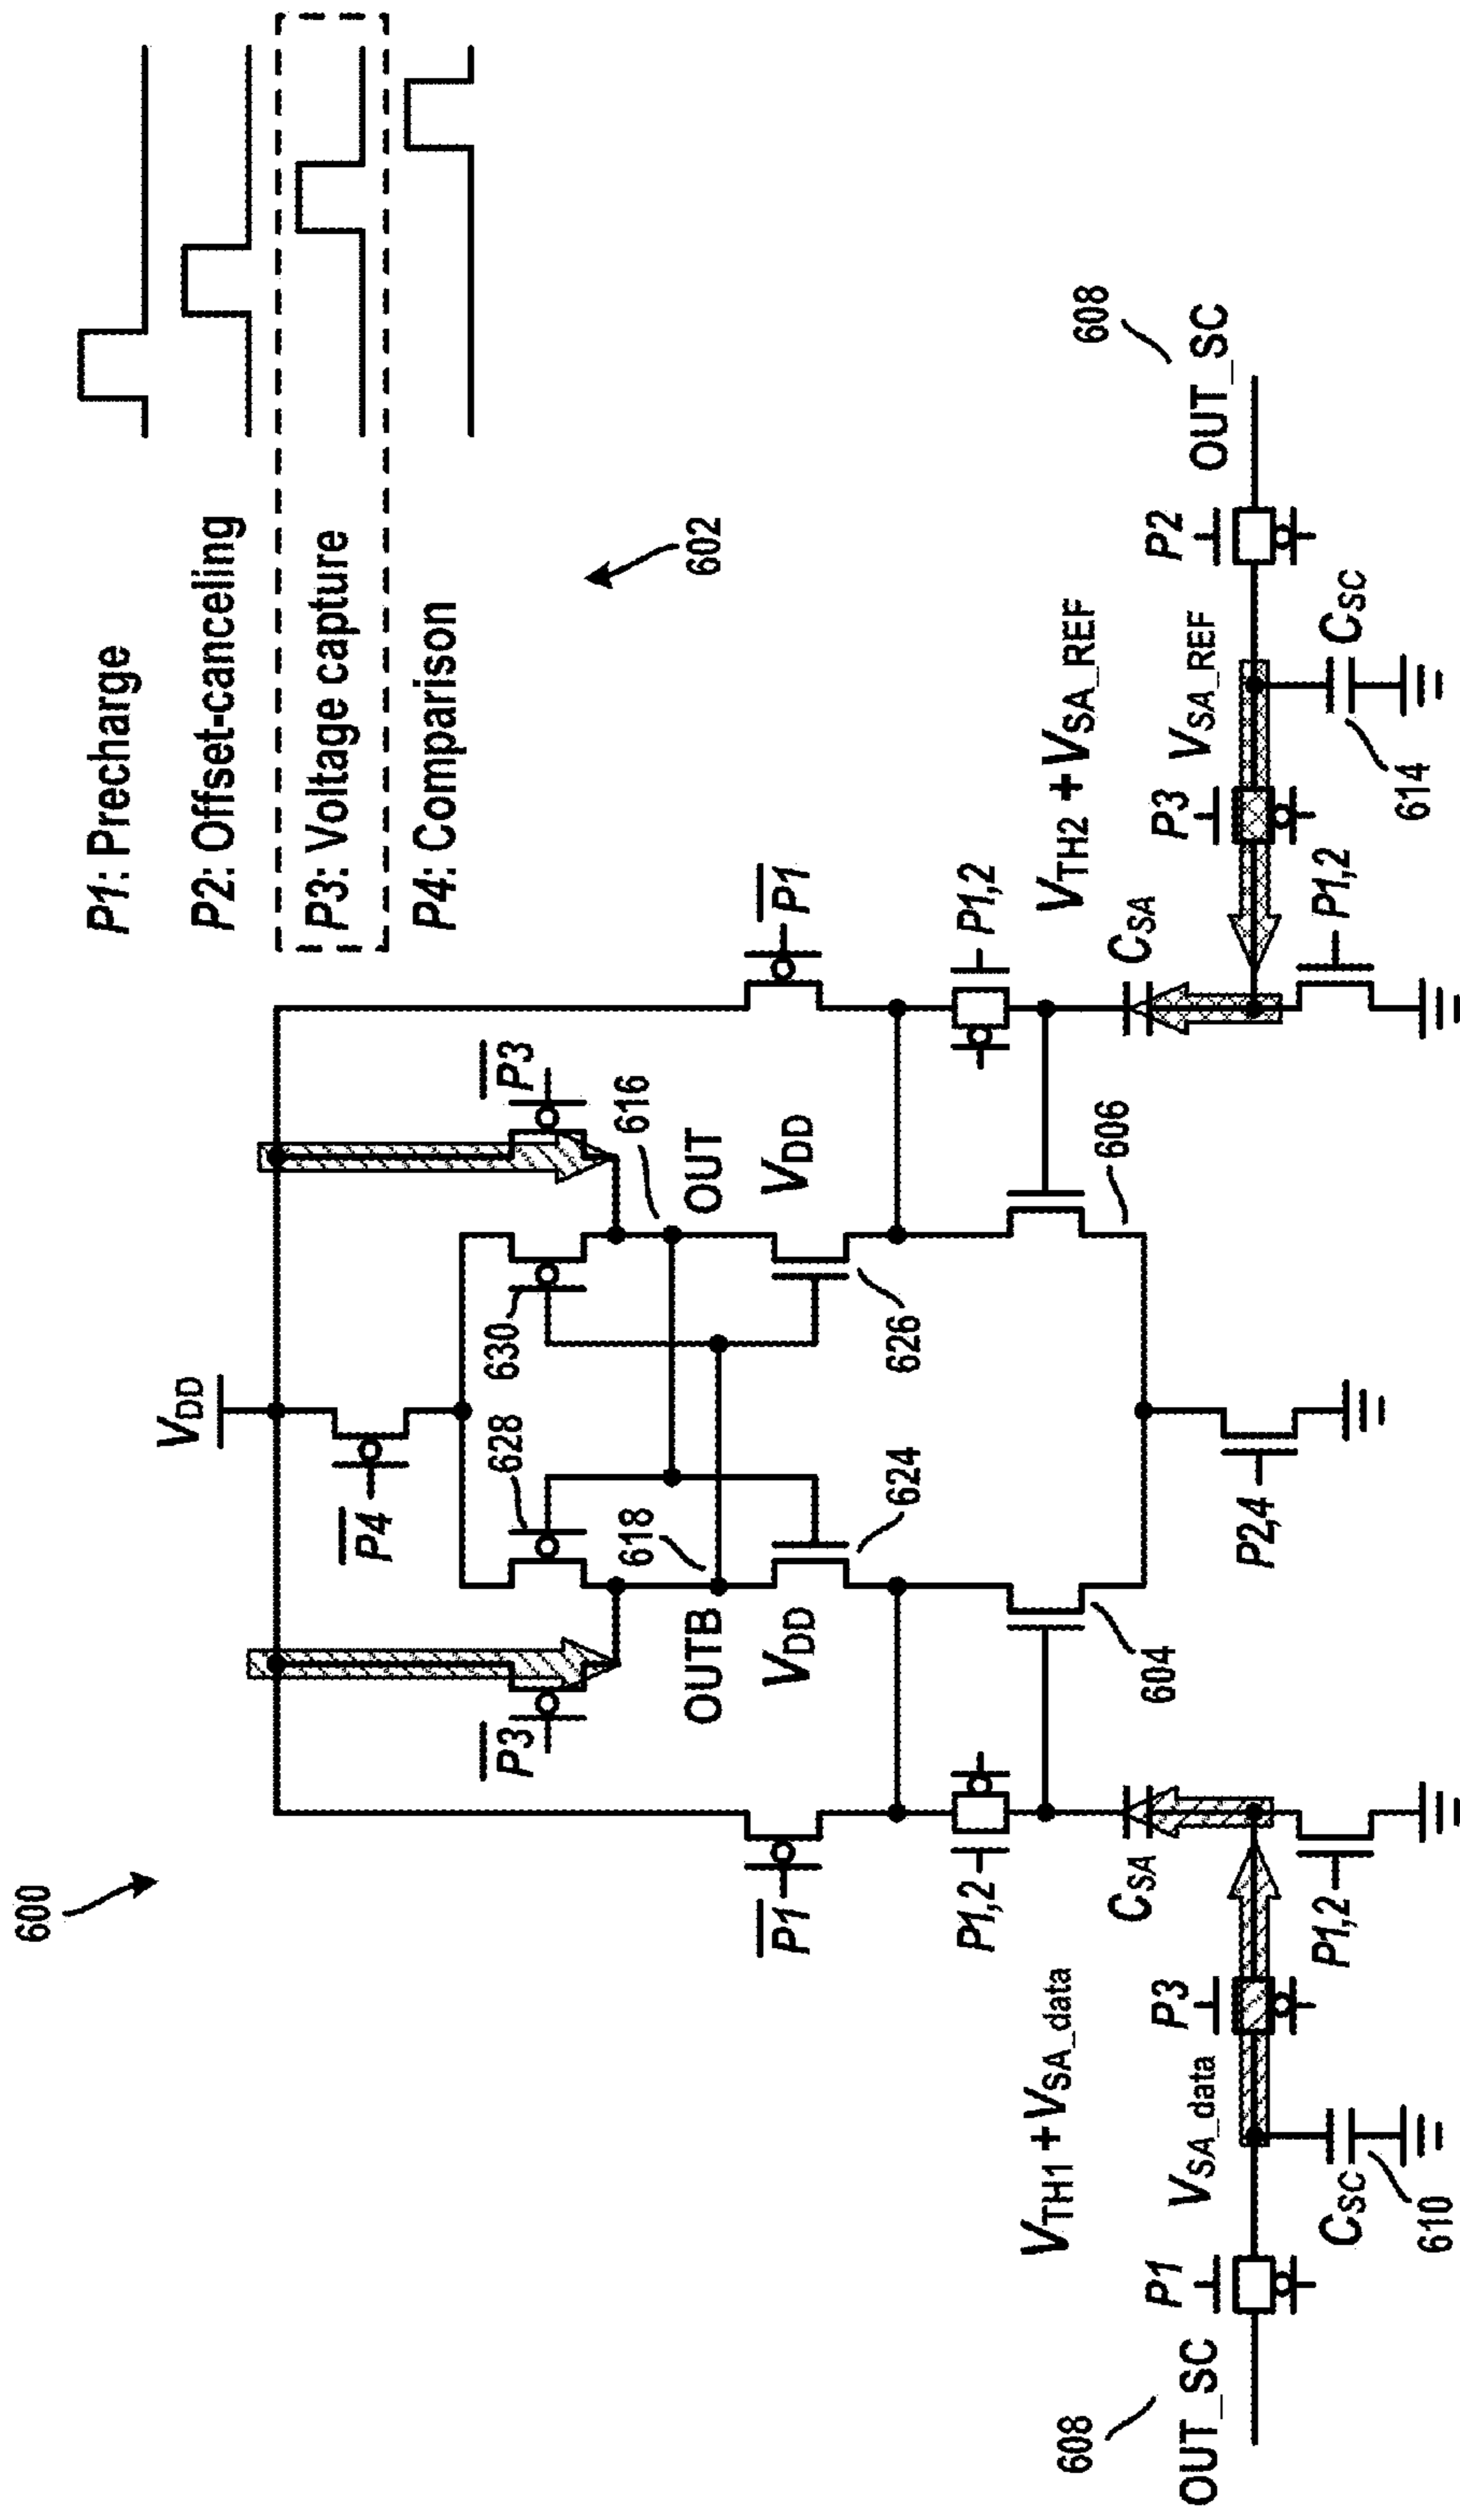 600
P1: Precharge
P2: Offset-canceling
P3: Voltage capture
P4: Comparison
602
VDD
P4
P3
P3
628
630
618
616
OUTB
OUT
VDD
VDD
P1
P1
624
626
P1,2
P1,2
VTH1 + VSA_data
VTH2 + VSA_REF
604
606
CSA
CSA
608
OUT_SC
P1
VSA_data
P3
P3
VSA_REF
P2
OUT_SC
608
P2,4
P1,2
P1,2
CSC
610
CSC
614